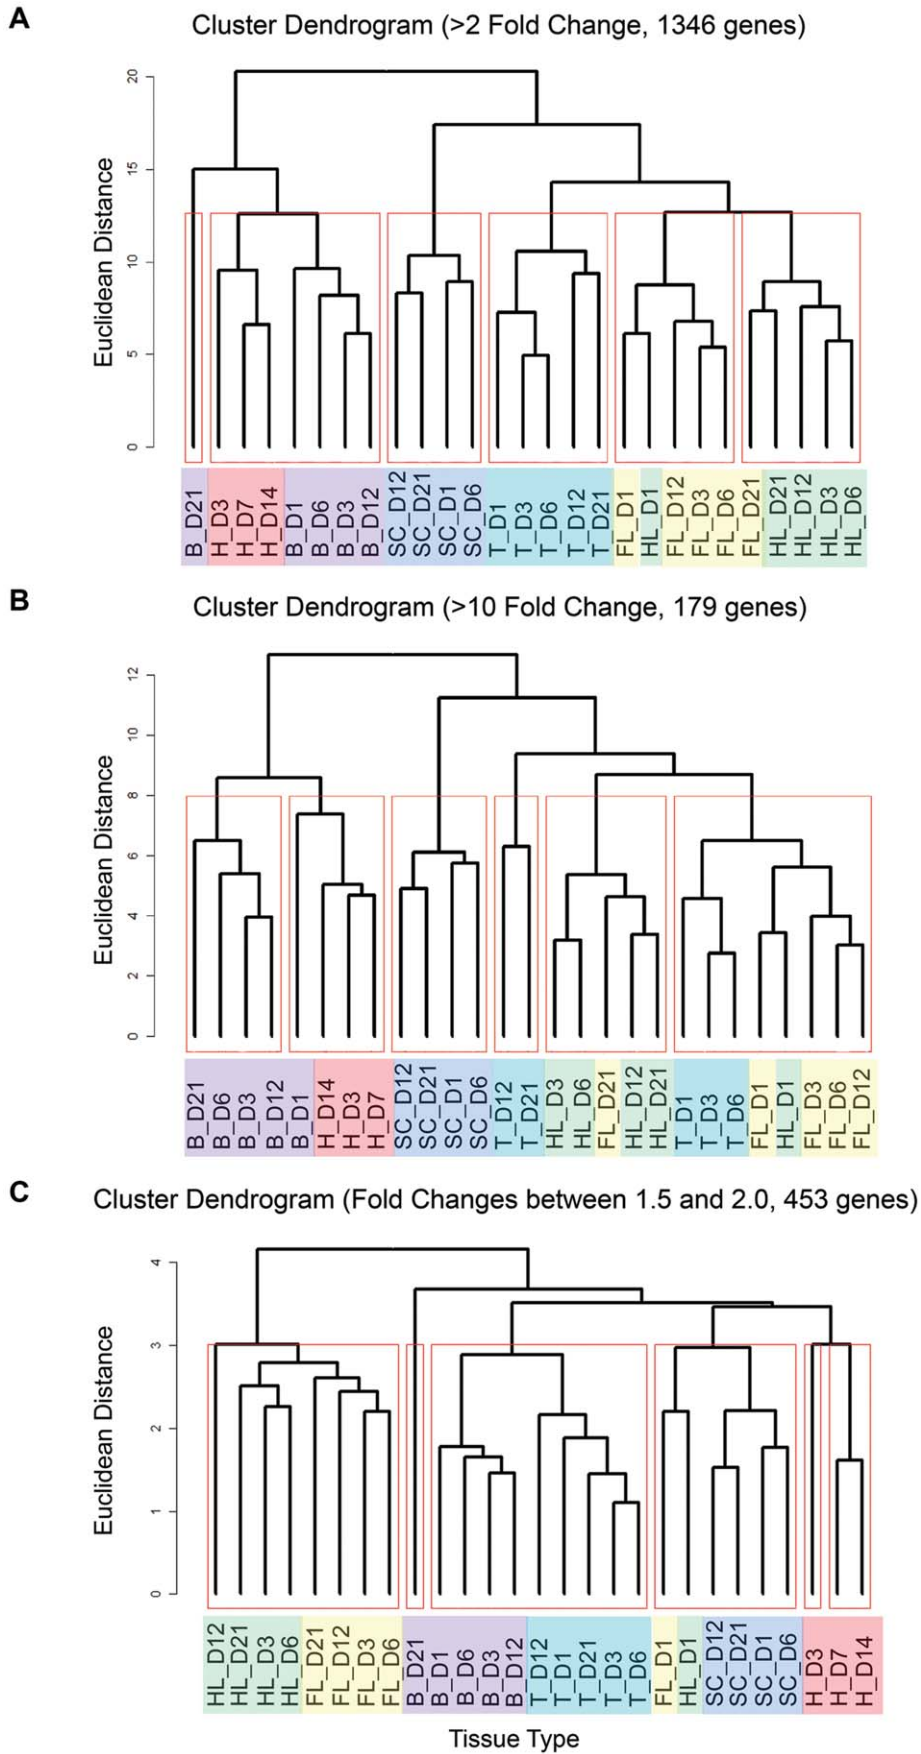 A
Cluster Dendrogram (>2 Fold Change, 1346 genes)
Euclidean Distance
20
15
10
5
0
B_D21
H_D3
H_D7
H_D14
B_D1
B_D6
B_D3
B_D12
SC_D12
SC_D21
SC_D1
SC_D6
T_D1
T_D3
T_D6
T_D12
T_D21
FL_D1
HL_D1
FL_D12
FL_D3
FL_D6
FL_D21
HL_D21
HL_D12
HL_D3
HL_D6
B
Cluster Dendrogram (>10 Fold Change, 179 genes)
Euclidean Distance
12
10
8
6
4
2
0
B_D21
B_D6
B_D3
B_D12
B_D1
H_D14
H_D3
H_D7
SC_D12
SC_D21
SC_D1
SC_D6
T_D12
T_D21
HL_D3
HL_D6
FL_D21
HL_D12
HL_D21
T_D1
T_D3
T_D6
FL_D1
HL_D1
FL_D3
FL_D6
FL_D12
C
Cluster Dendrogram (Fold Changes between 1.5 and 2.0, 453 genes)
Euclidean Distance
4
3
2
1
0
HL_D12
HL_D21
HL_D3
HL_D6
FL_D21
FL_D12
FL_D3
FL_D6
B_D21
B_D1
B_D6
B_D3
B_D12
T_D12
T_D1
T_D21
T_D3
T_D6
FL_D1
HL_D1
SC_D12
SC_D21
SC_D1
SC_D6
H_D3
H_D7
H_D14
Tissue Type